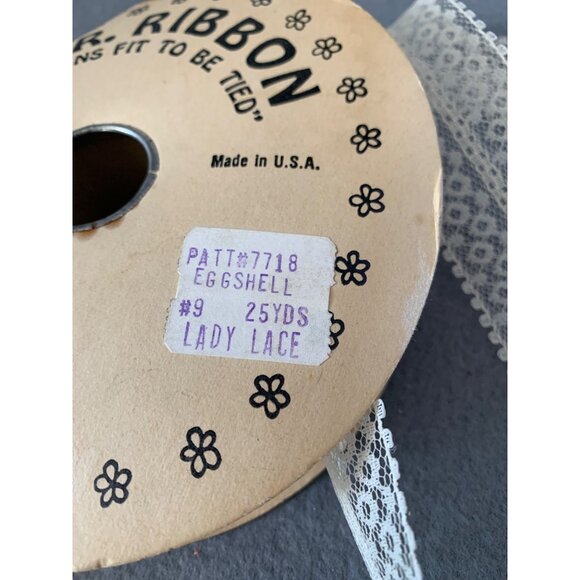 R. RIBBON
NS FIT TO BE TIED"
Made in U.S.A.
PATT#7718
EGGSHELL
#9 25YDS
LADY LACE